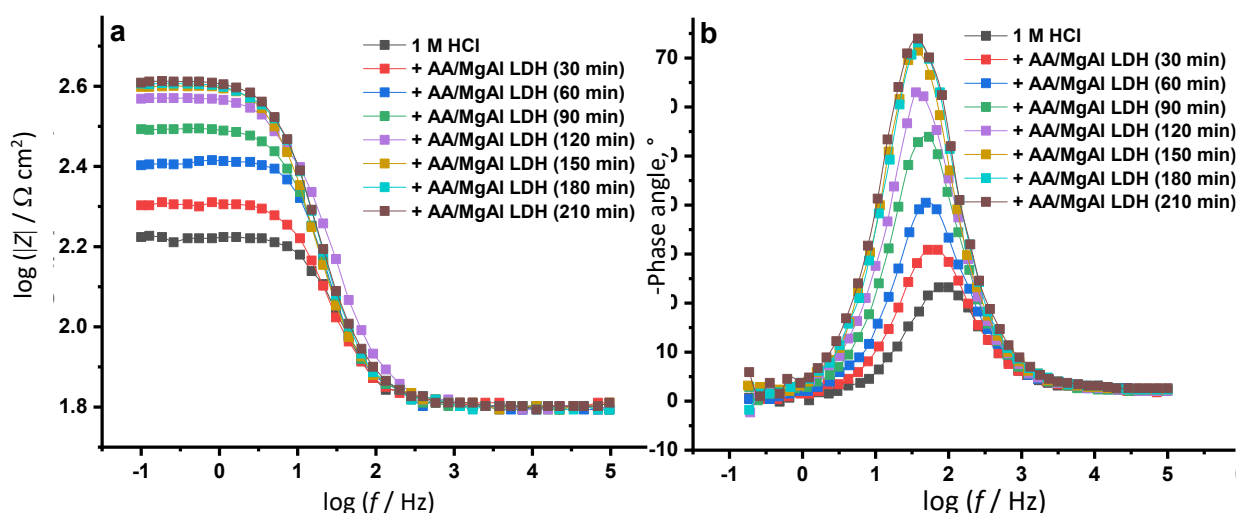 a
1 M HCl
+ AA/MgAl LDH (30 min)
+ AA/MgAl LDH (60 min)
+ AA/MgAl LDH (90 min)
+ AA/MgAl LDH (120 min)
+ AA/MgAl LDH (150 min)
+ AA/MgAl LDH (180 min)
+ AA/MgAl LDH (210 min)
log (|Z| / Ω cm²)
2.6
2.4
2.2
2.0
1.8
-1 0 1 2 3 4 5
log (f / Hz)
b
1 M HCl
+ AA/MgAl LDH (30 min)
+ AA/MgAl LDH (60 min)
+ AA/MgAl LDH (90 min)
+ AA/MgAl LDH (120 min)
+ AA/MgAl LDH (150 min)
+ AA/MgAl LDH (180 min)
+ AA/MgAl LDH (210 min)
-Phase angle, °
70
10
0
-10
-1 0 1 2 3 4 5
log (f / Hz)